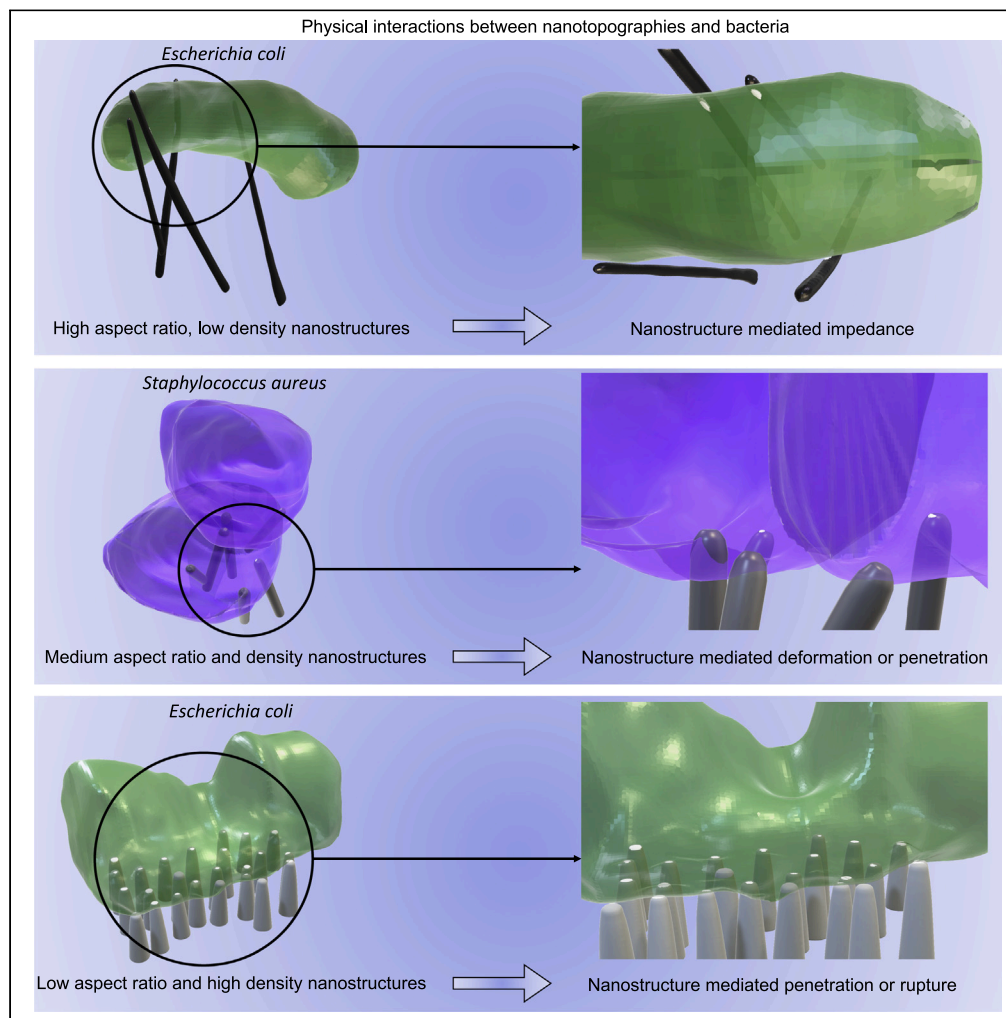 Physical interactions between nanotopographies and bacteria
Escherichia coli
High aspect ratio, low density nanostructures
Nanostructure mediated impedance
Staphylococcus aureus
Medium aspect ratio and density nanostructures
Nanostructure mediated deformation or penetration
Escherichia coli
Low aspect ratio and high density nanostructures
Nanostructure mediated penetration or rupture